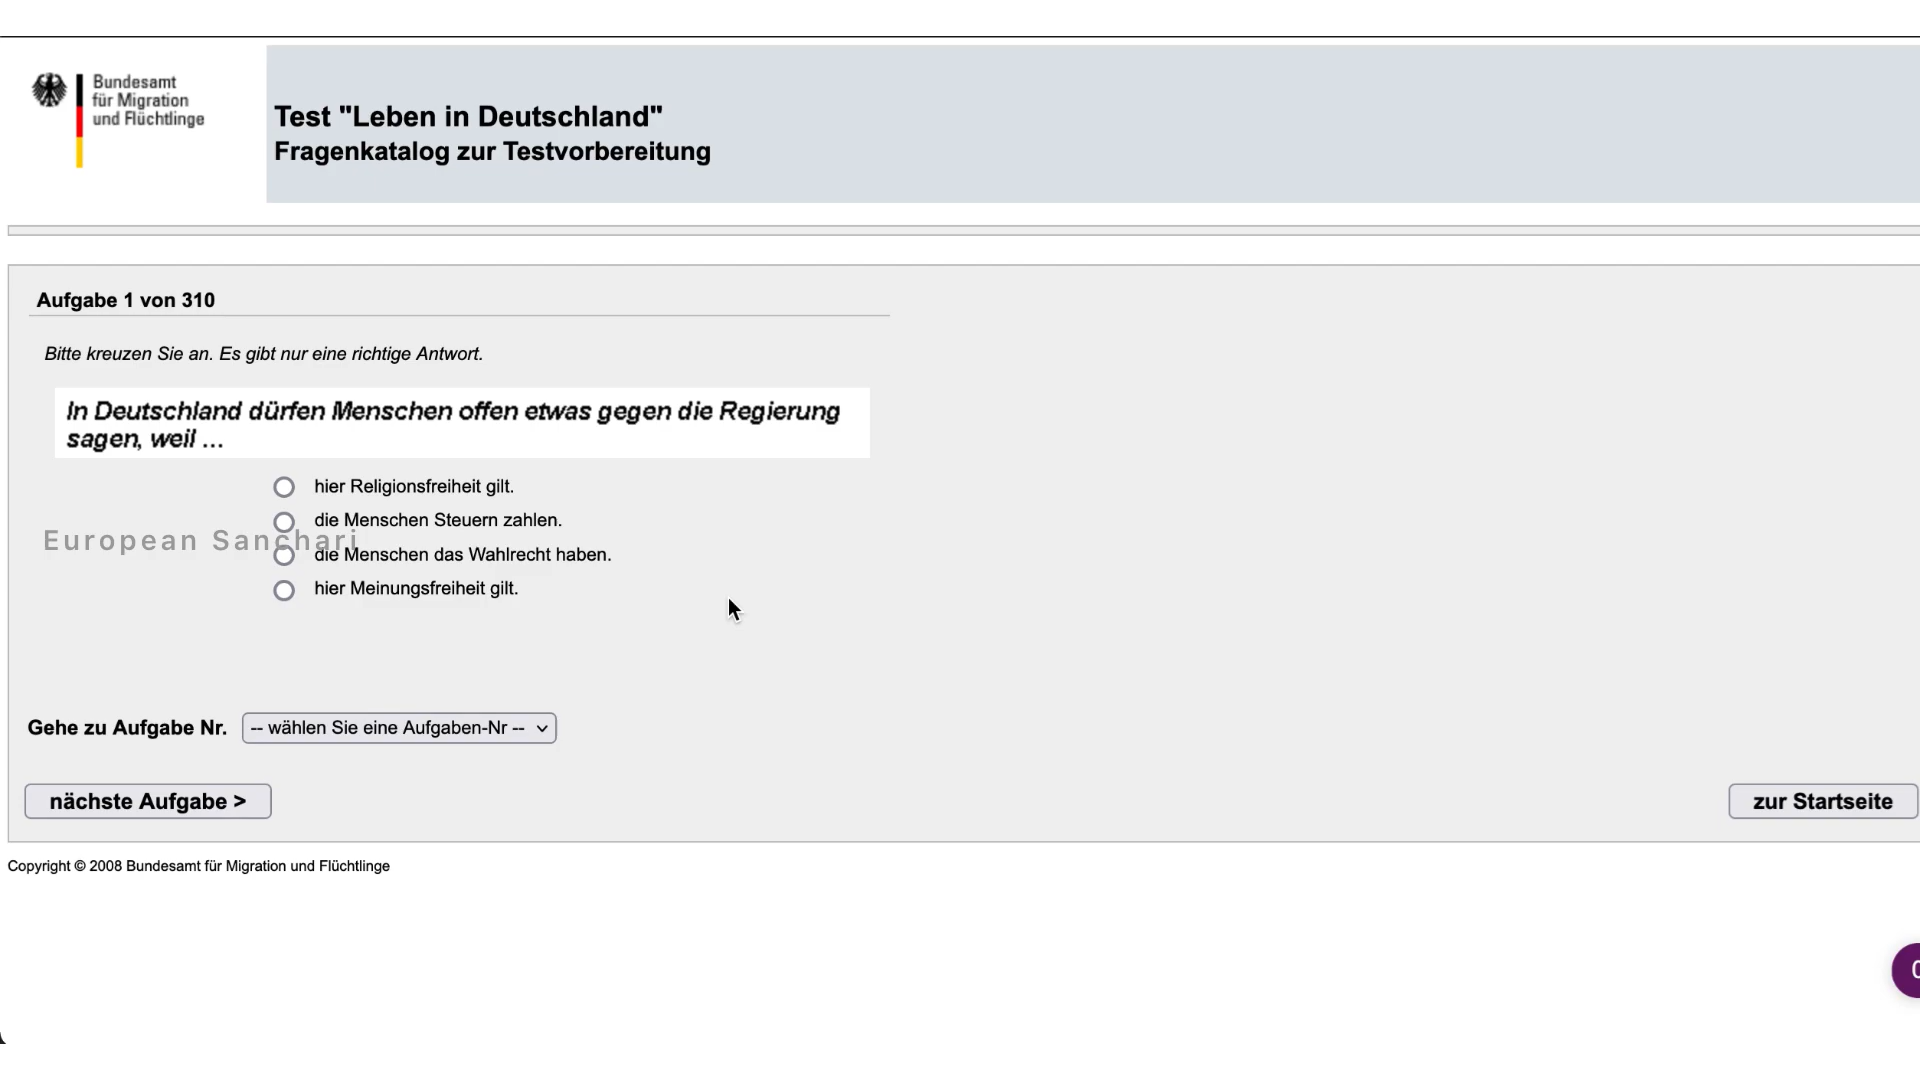 Bundesamt
für Migration
und Flüchtlinge
Test "Leben in Deutschland"
Fragenkatalog zur Testvorbereitung
Aufgabe 1 von 310
Bitte kreuzen Sie an. Es gibt nur eine richtige Antwort.
In Deutschland dürfen Menschen offen etwas gegen die Regierung
sagen, weil ...
hier Religionsfreiheit gilt.
die Menschen Steuern zahlen.
European Sanchari
die Menschen das Wahlrecht haben.
hier Meinungsfreiheit gilt.
Gehe zu Aufgabe Nr. -- wählen Sie eine Aufgaben-Nr --
nächste Aufgabe > zur Startseite
Copyright © 2008 Bundesamt für Migration und Flüchtlinge